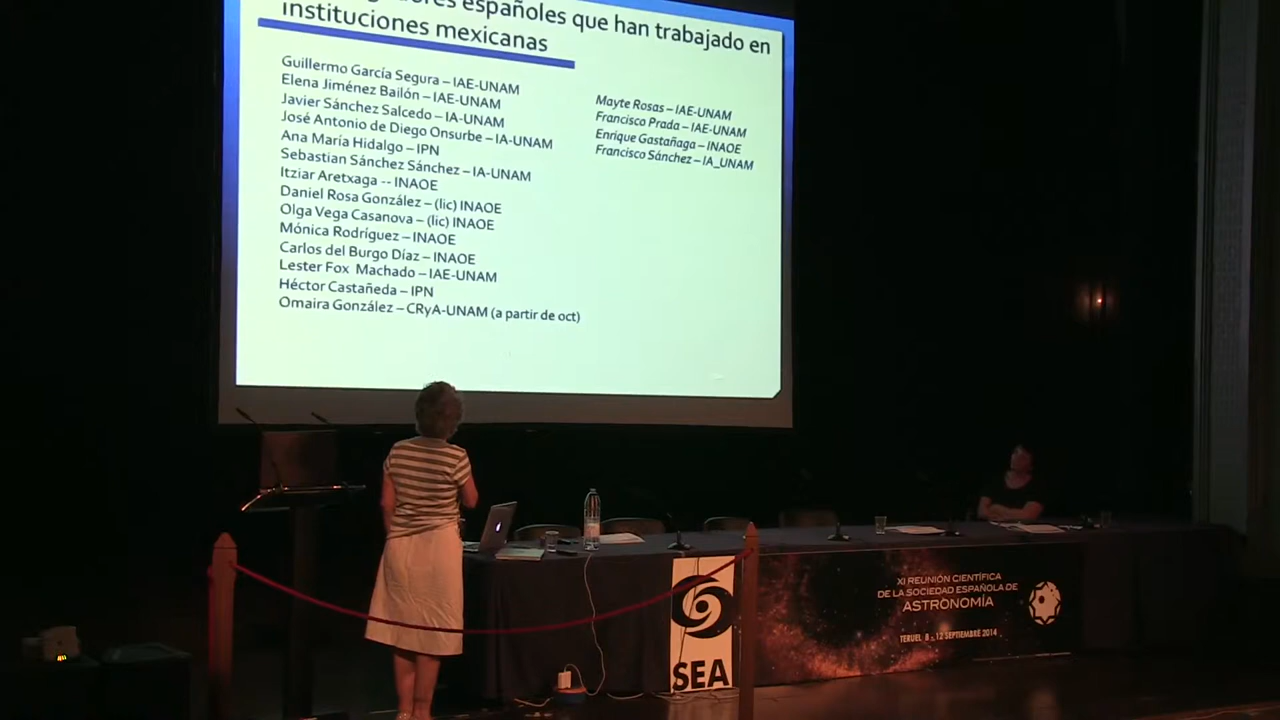 españoles que han trabajado en
instituciones mexicanas
Guillermo García Segura – IAE-UNAM
Elena Jiménez Bailón – IAE-UNAM
Javier Sánchez Salcedo – IA-UNAM
José Antonio de Diego Onsurbe – IA-UNAM
Ana María Hidalgo – IPN
Sebastian Sánchez Sánchez – IA-UNAM
Itziar Aretxaga -- INAOE
Daniel Rosa González – (lic) INAOE
Olga Vega Casanova – (lic) INAOE
Mónica Rodríguez – INAOE
Carlos del Burgo Díaz – INAOE
Lester Fox Machado – IAE-UNAM
Héctor Castañeda – IPN
Omaira González – CRyA-UNAM (a partir de oct)
Mayte Rosas – IAE-UNAM
Francisco Prada – IAE-UNAM
Enrique Gastañaga – INAOE
Francisco Sánchez – IA_UNAM
XI REUNIÓN CIENTÍFICA
DE LA SOCIEDAD ESPAÑOLA DE
ASTRONOMÍA
TERUEL 8 - 12 SEPTIEMBRE 2014
SEA